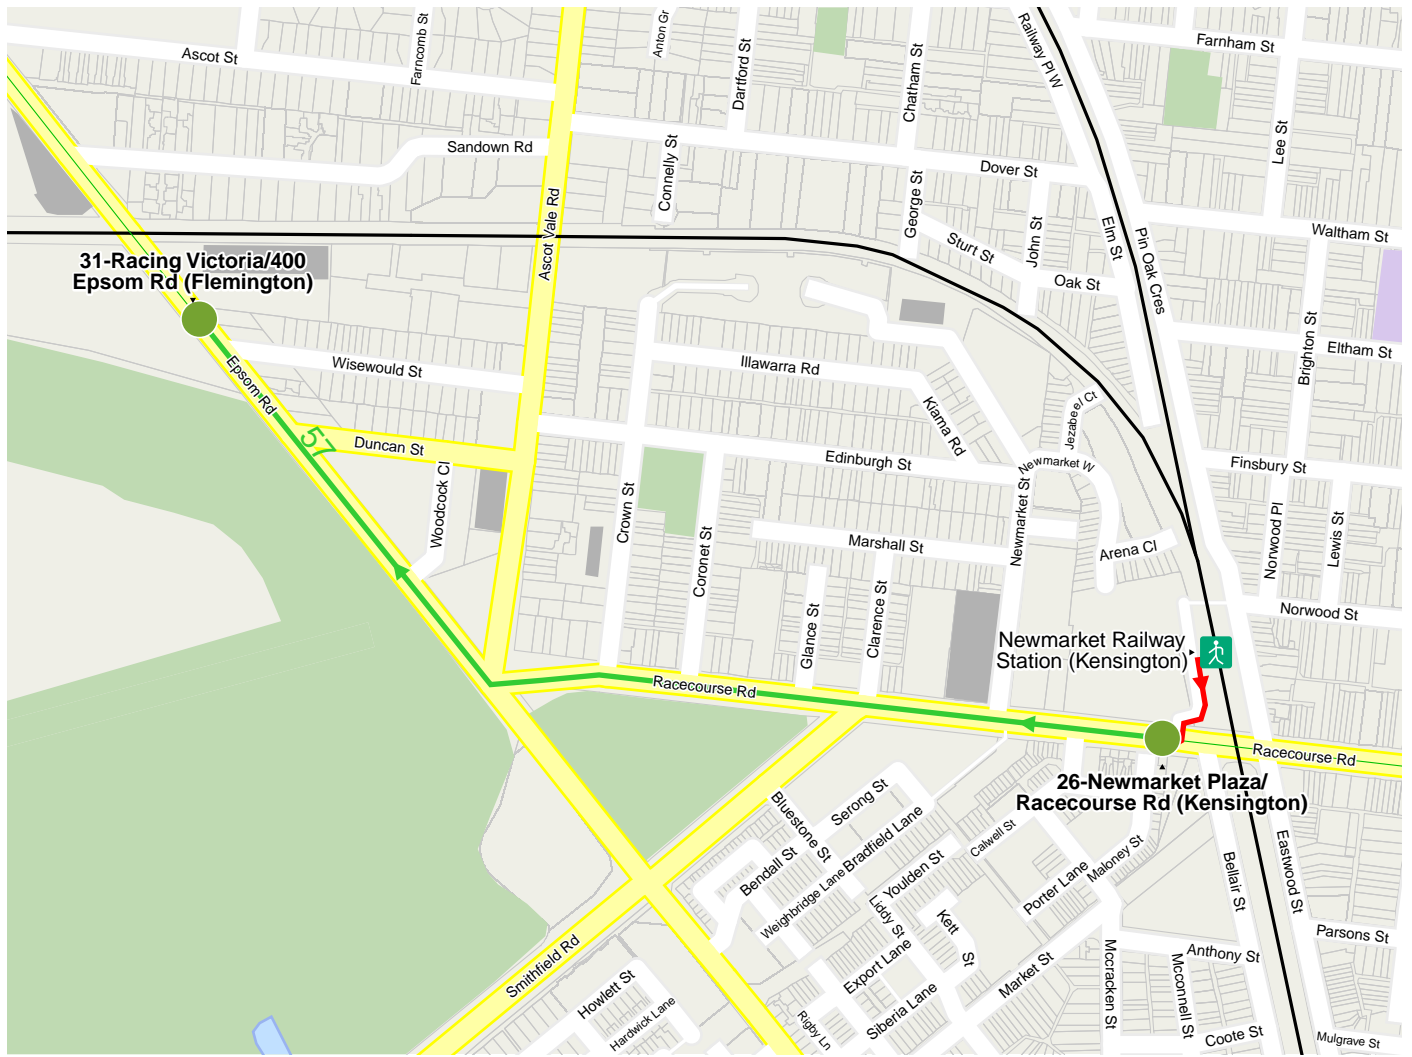 Ascot St
Farncomb St
Anton Gr
Dartford St
Chatham St
Railway Pl W
Farnham St
Lee St
Sandown Rd
Connelly St
Dover St
George St
Ascot Vale Rd
John St
Elm St
Pin Oak Cres
Waltham St
Sturt St
Oak St
31-Racing Victoria/400
Epsom Rd (Flemington)
Brighton St
Eltham St
Wisewould St
Illawarra Rd
Epsom Rd
Kiama Rd
Jezabeel Ct
57
Duncan St
Edinburgh St
Newmarket W
Finsbury St
Woodcock Cl
Crown St
Coronet St
Newmarket St
Marshall St
Arena Cl
Norwood Pl
Lewis St
Glance St
Clarence St
Norwood St
Newmarket Railway
Station (Kensington)
Racecourse Rd
Racecourse Rd
26-Newmarket Plaza/
Racecourse Rd (Kensington)
Serong St
Bluestone St
Bradfield Lane
Calwell St
Maloney St
Bendall St
Youlden St
Porter Lane
Bellair St
Eastwood St
Weighbridge Lane
Liddy St
Kett
St
Parsons St
Smithfield Rd
Export Lane
Market St
Mccracken St
Anthony St
Mcconnell St
Howlett St
Siberia Lane
Hardwick Lane
Rigby Ln
Coote St
Mulgrave St